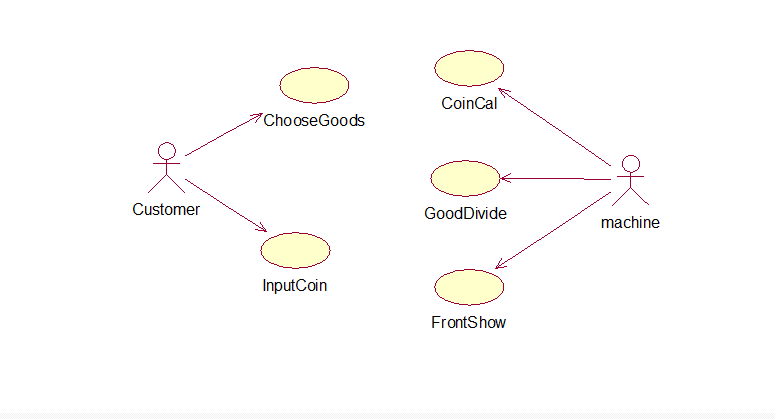 CoinCal
ChooseGoods
Customer
GoodDivide
machine
InputCoin
FrontShow